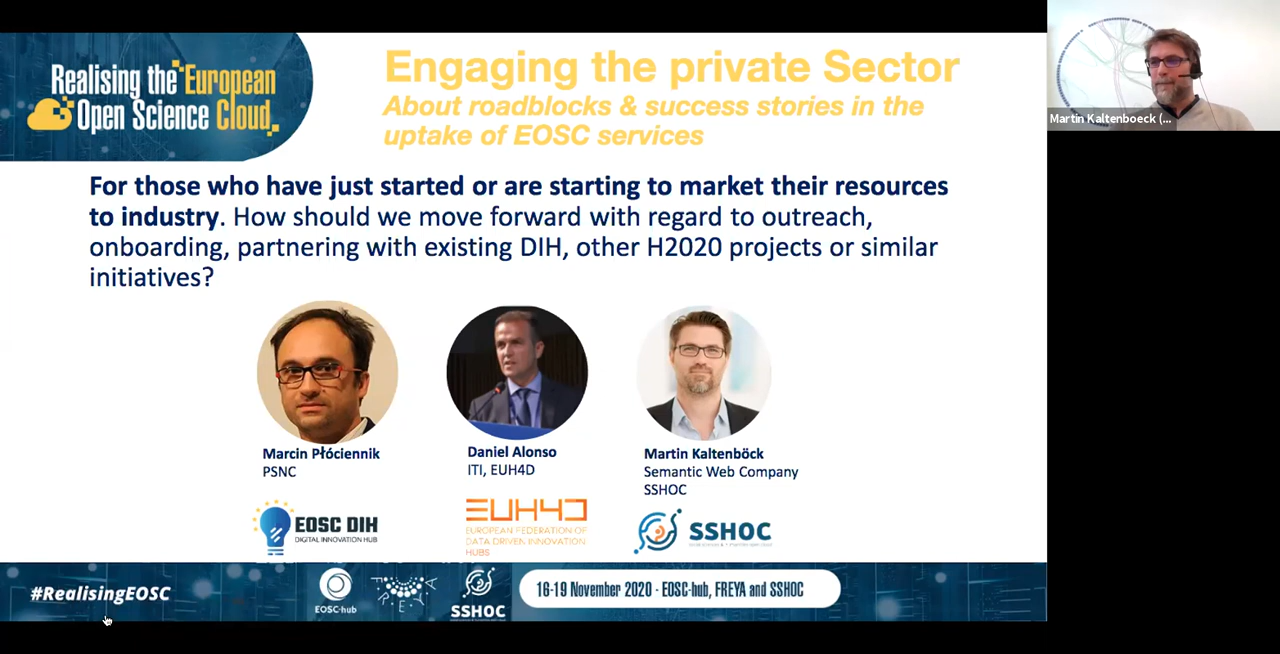 Realising the European
Open Science Cloud
Engaging the private Sector
About roadblocks & success stories in the
uptake of EOSC services
Martin Kaltenboeck (...
For those who have just started or are starting to market their resources
to industry. How should we move forward with regard to outreach,
onboarding, partnering with existing DIH, other H2020 projects or similar
initiatives?
Marcin Płóciennik
PSNC
Daniel Alonso
ITI, EUH4D
Martin Kaltenböck
Semantic Web Company
SSHOC
EOSC DIH
DIGITAL INNOVATION HUB
EUH4D
EUROPEAN FEDERATION OF
DATA DRIVEN INNOVATION
HUBS
SSHOC
#RealisingEOSC
EOSC-hub
FREYA
SSHOC
16-19 November 2020 - EOSC-hub, FREYA and SSHOC